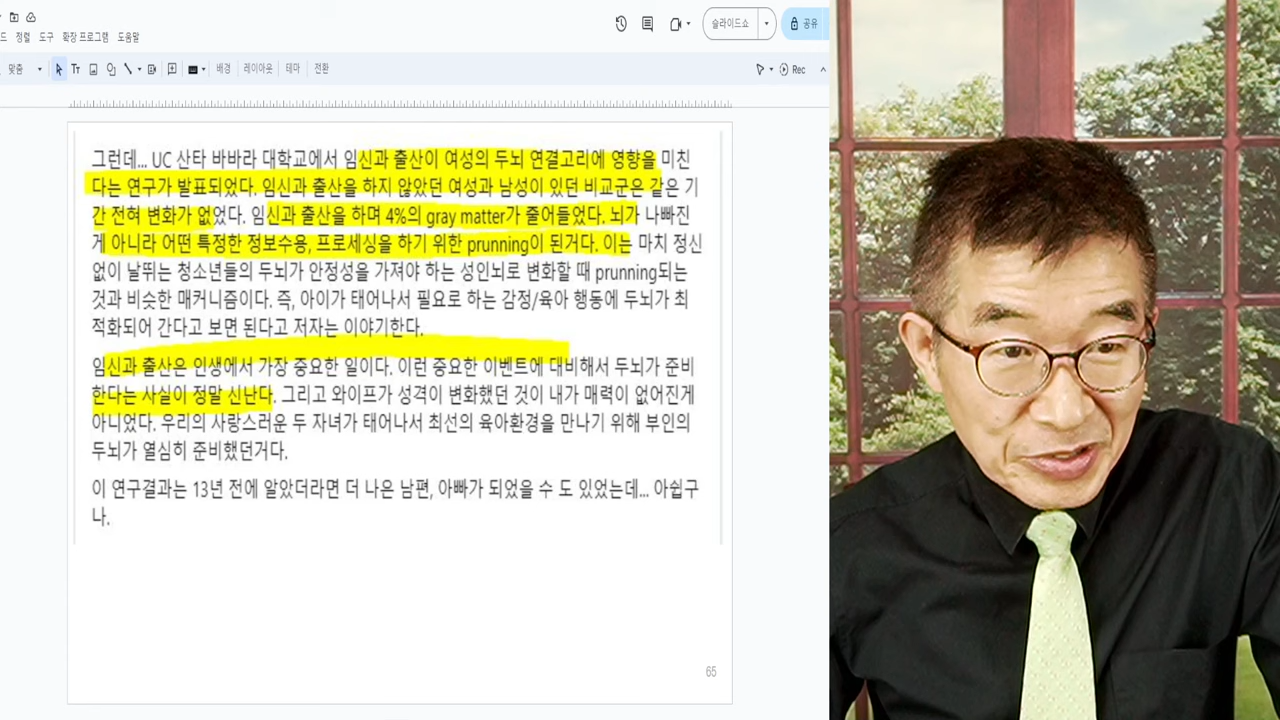 드 정렬 도구 확장 프로그램 도움말
슬라이드쇼
공유
맞춤
Tт
배경 레이아웃 테마 전환
Rec
그런데... UC 산타 바바라 대학교에서 임신과 출산이 여성의 두뇌 연결고리에 영향을 미친
다는 연구가 발표되었다. 임신과 출산을 하지 않았던 여성과 남성이 있던 비교군은 같은 기
간 전혀 변화가 없었다. 임신과 출산을 하며 4%의 gray matter가 줄어들었다. 뇌가 나빠진
게 아니라 어떤 특정한 정보수용, 프로세싱을 하기 위한 prunning이 된거다. 이는 마치 정신
없이 날뛰는 청소년들의 두뇌가 안정성을 가져야 하는 성인뇌로 변화할 때 prunning되는
것과 비슷한 매커니즘이다. 즉, 아이가 태어나서 필요로 하는 감정/육아 행동에 두뇌가 최
적화되어 간다고 보면 된다고 저자는 이야기한다.
임신과 출산은 인생에서 가장 중요한 일이다. 이런 중요한 이벤트에 대비해서 두뇌가 준비
한다는 사실이 정말 신난다. 그리고 와이프가 성격이 변화했던 것이 내가 매력이 없어진게
아니었다. 우리의 사랑스러운 두 자녀가 태어나서 최선의 육아환경을 만나기 위해 부인의
두뇌가 열심히 준비했던거다.
이 연구결과는 13년 전에 알았더라면 더 나은 남편, 아빠가 되었을 수 도 있었는데... 아쉽구
나.
65